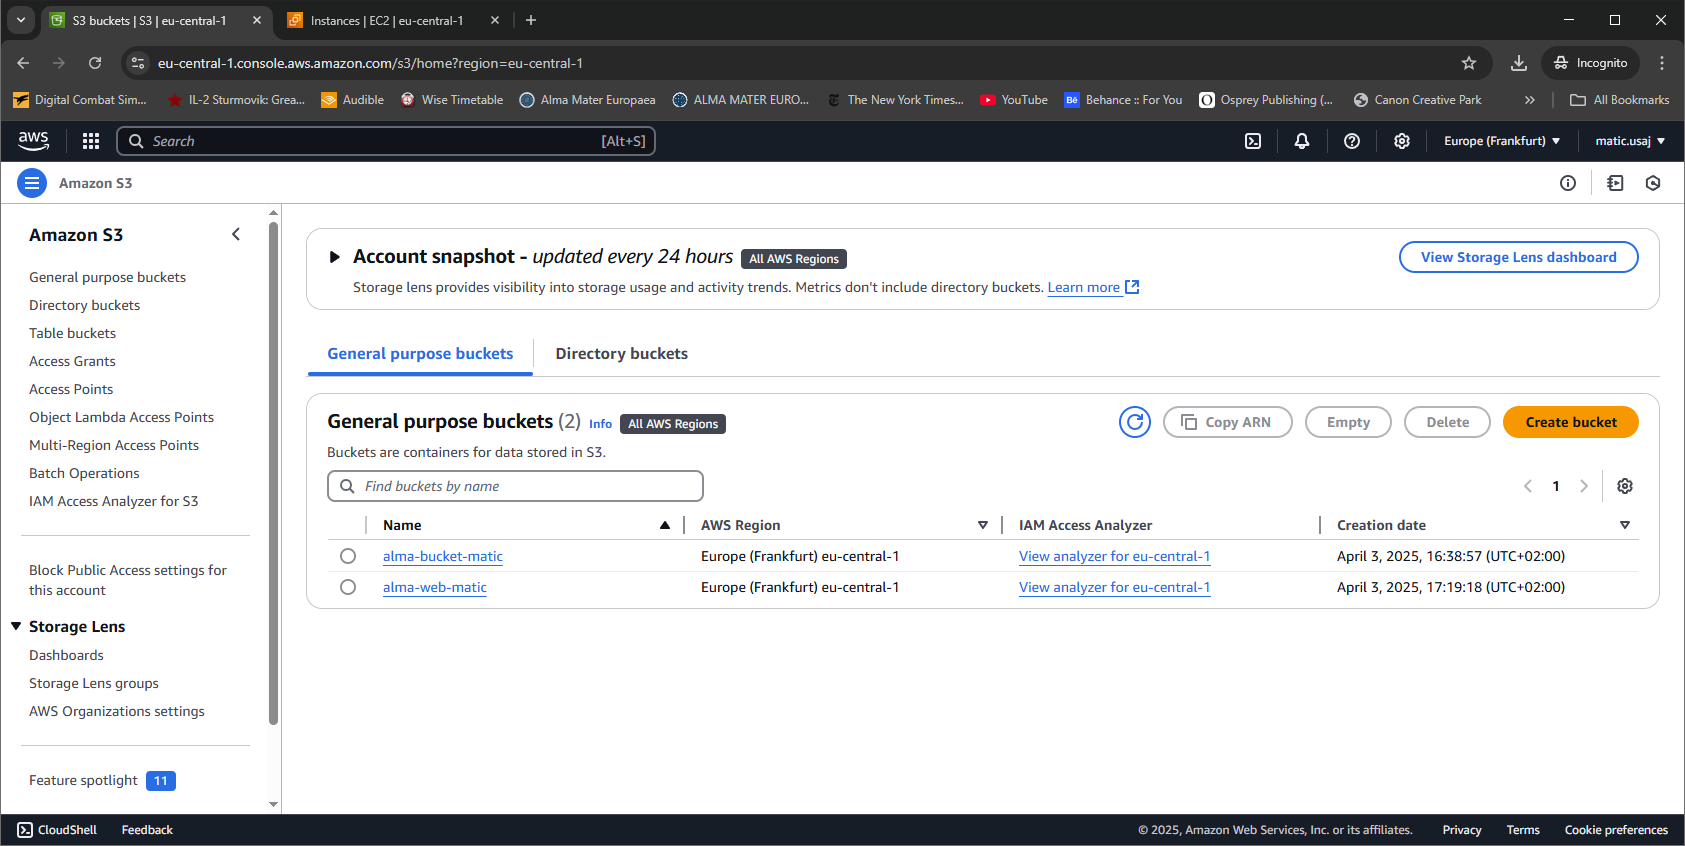 S3 buckets | S3 | eu-central-1
Instances | EC2 | eu-central-1
eu-central-1.console.aws.amazon.com/s3/home?region=eu-central-1
Incognito
Digital Combat Sim...
IL-2 Sturmovik: Grea...
Audible
Wise Timetable
Alma Mater Europaea
ALMA MATER EURO...
The New York Times...
YouTube
Bē
Behance :: For You
Osprey Publishing (...
Canon Creative Park
All Bookmarks
aws
Search
[Alt+S]
Europe (Frankfurt)
matic.usaj
Amazon S3
Amazon S3
General purpose buckets
Directory buckets
Table buckets
Access Grants
Access Points
Object Lambda Access Points
Multi-Region Access Points
Batch Operations
IAM Access Analyzer for S3
Block Public Access settings for
this account
Storage Lens
Dashboards
Storage Lens groups
AWS Organizations settings
Feature spotlight 11
Account snapshot - updated every 24 hours All AWS Regions
Storage lens provides visibility into storage usage and activity trends. Metrics don't include directory buckets. Learn more
View Storage Lens dashboard
General purpose buckets
Directory buckets
General purpose buckets (2) Info All AWS Regions
Buckets are containers for data stored in S3.
Copy ARN
Empty
Delete
Create bucket
Find buckets by name
1
Name AWS Region IAM Access Analyzer Creation date
alma-bucket-matic Europe (Frankfurt) eu-central-1 View analyzer for eu-central-1 April 3, 2025, 16:38:57 (UTC+02:00)
alma-web-matic Europe (Frankfurt) eu-central-1 View analyzer for eu-central-1 April 3, 2025, 17:19:18 (UTC+02:00)
CloudShell
Feedback
© 2025, Amazon Web Services, Inc. or its affiliates.
Privacy
Terms
Cookie preferences